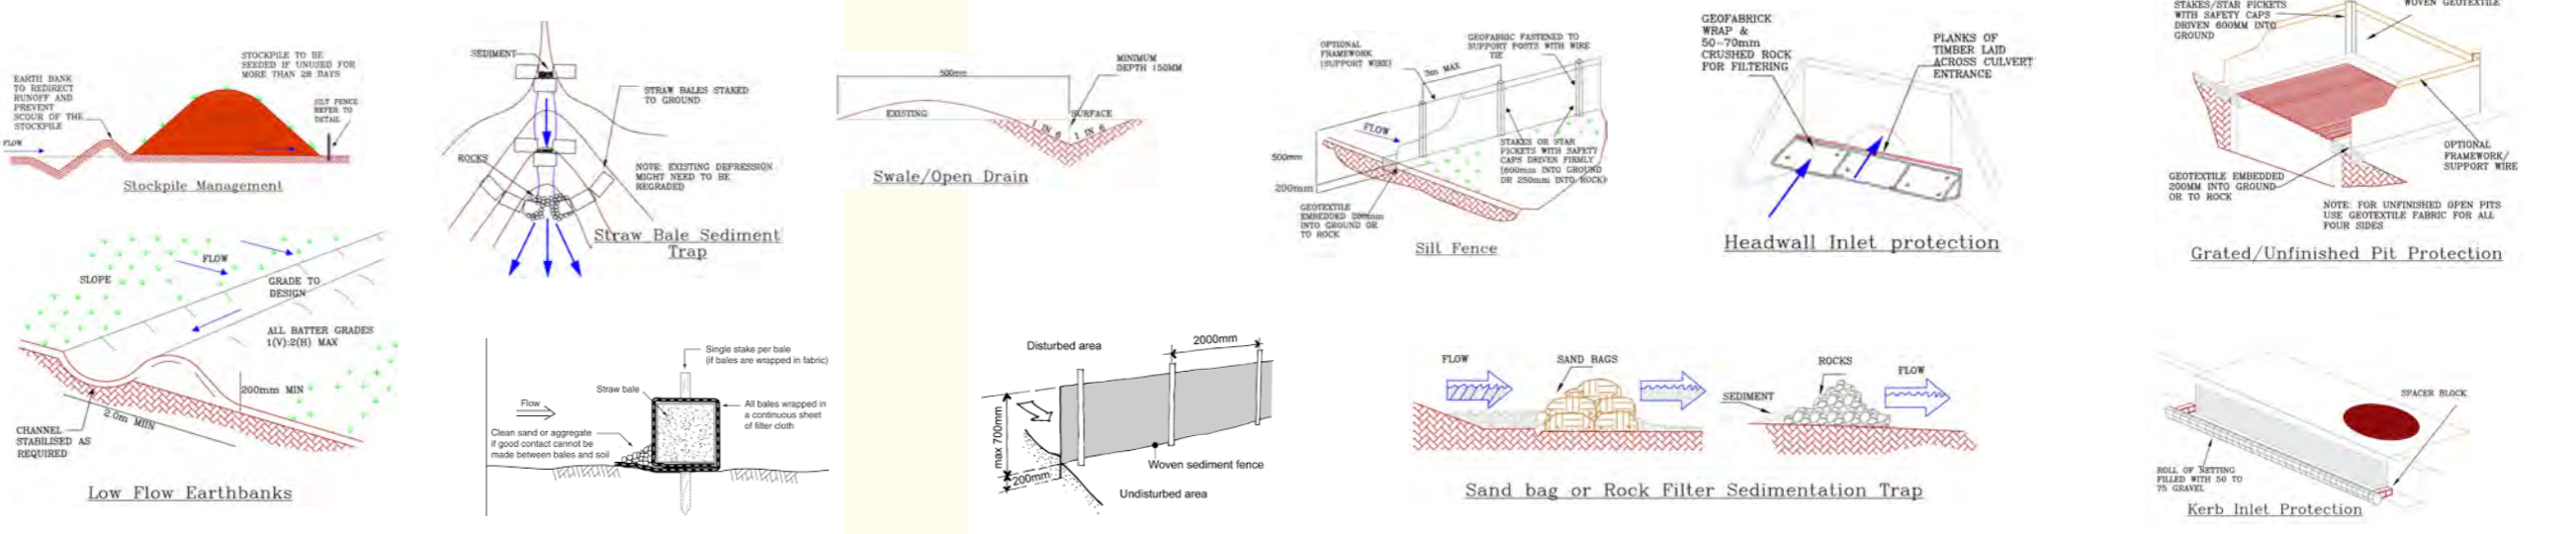 STOCKPILE TO BE
SEEDED IF UNUSED FOR
MORE THAN 28 DAYS
EARTH BANK
TO REDIRECT
RUNOFF AND
PREVENT
SCOUR OF THE
STOCKPILE
SILT FENCE
REFER TO
DETAIL
FLOW
Stockpile Management
SEDIMENT
STRAW BALES STAKED
TO GROUND
ROCKS
NOTE: EXISTING DEPRESSION
MIGHT NEED TO BE
REGRADED
Straw Bale Sediment
Trap
500mm
MINIMUM
DEPTH 150MM
EXISTING
SURFACE
1 IN 6
1 IN 6
Swale/Open Drain
OPTIONAL
FRAMEWORK
(SUPPORT WIRE)
GEOFABRIC FASTENED TO
SUPPORT POSTS WITH WIRE
TIE
3m MAX
FLOW
500mm
200mm
STAKES OR STAR
PICKETS WITH SAFETY
CAPS DRIVEN FIRMLY
(600mm INTO GROUND
OR 250mm INTO ROCK)
GEOTEXTILE
EMBEDDED 200mm
INTO GROUND OR
TO ROCK
Silt Fence
GEOFABRICK
WRAP &
50-70mm
CRUSHED ROCK
FOR FILTERING
PLANKS OF
TIMBER LAID
ACROSS CULVERT
ENTRANCE
Headwall Inlet protection
STAKES/STAR PICKETS
WITH SAFETY CAPS
DRIVEN 600MM INTO
GROUND
WOVEN GEOTEXTILE
OPTIONAL
FRAMEWORK/
SUPPORT WIRE
GEOTEXTILE EMBEDDED
200MM INTO GROUND
OR TO ROCK
NOTE: FOR UNFINISHED OPEN PITS
USE GEOTEXTILE FABRIC FOR ALL
FOUR SIDES
Grated/Unfinished Pit Protection
FLOW
SLOPE
GRADE TO
DESIGN
ALL BATTER GRADES
1(V):2(H) MAX
200mm MIN
2.0m MIIN
CHANNEL
STABILISED AS
REQUIRED
Low Flow Earthbanks
Single stake per bale
(if bales are wrapped in fabric)
Straw bale
Flow
All bales wrapped in
a continuous sheet
of filter cloth
Clean sand or aggregate
if good contact cannot be
made between bales and soil
Disturbed area
2000mm
max 700mm
200mm
Woven sediment fence
Undisturbed area
FLOW
SAND BAGS
ROCKS
FLOW
SEDIMENT
Sand bag or Rock Filter Sedimentation Trap
SPACER BLOCK
ROLL OF NETTING
FILLED WITH 50 TO
75 GRAVEL
Kerb Inlet Protection